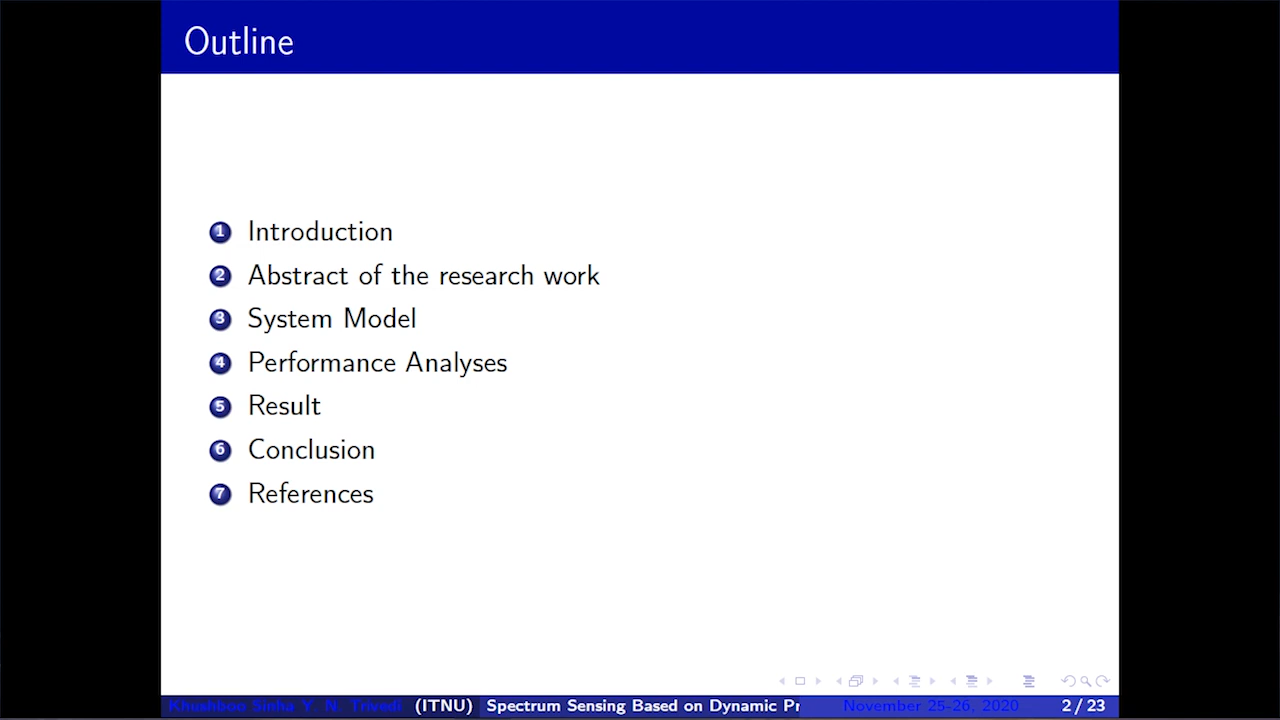 Outline
1 Introduction
2 Abstract of the research work
3 System Model
4 Performance Analyses
5 Result
6 Conclusion
7 References
Khushboo Sinha Y. N. Trivedi (ITNU) Spectrum Sensing Based on Dynamic Pr November 25-26, 2020 2 / 23